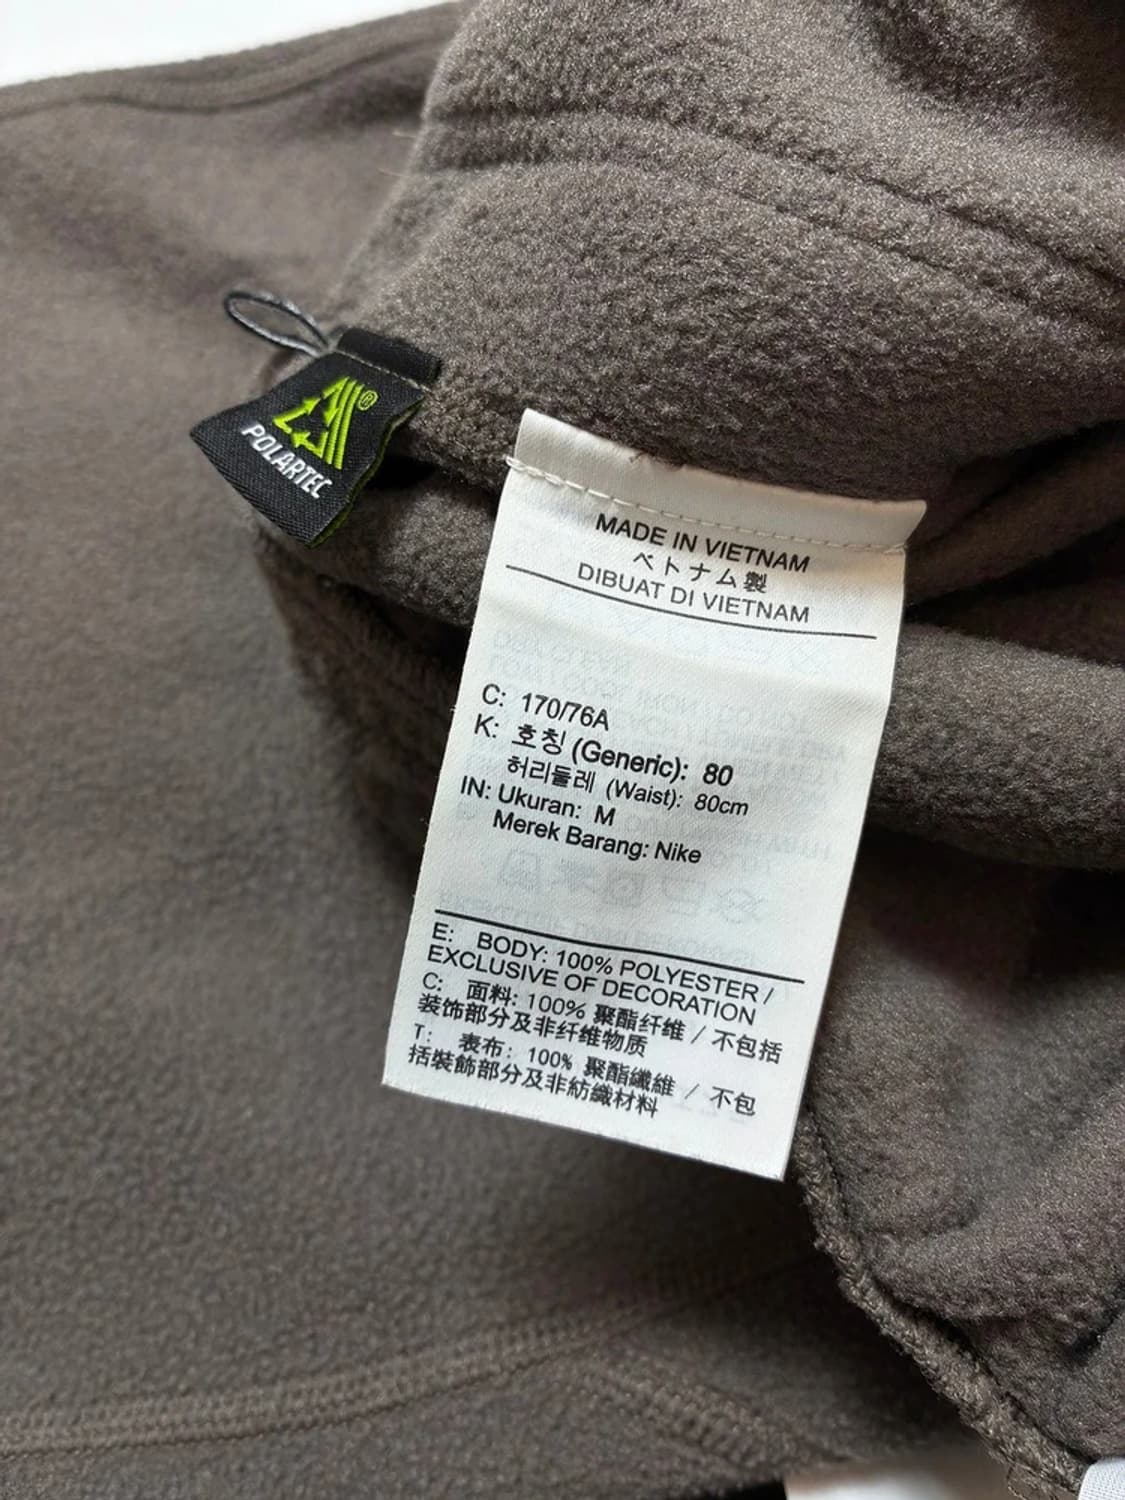 POLARTEC®
MADE IN VIETNAM
ベトナム製
DIBUAT DI VIETNAM
C: 170/76A
K: 호칭 (Generic): 80
허리둘레 (Waist): 80cm
IN: Ukuran: M
Merek Barang: Nike
E: BODY: 100% POLYESTER /
EXCLUSIVE OF DECORATION
C: 面料: 100% 聚酯纤维 / 不包括
装饰部分及非纤维物质
T: 表布: 100% 聚酯纖維 / 不包
括裝飾部分及非紡織材料